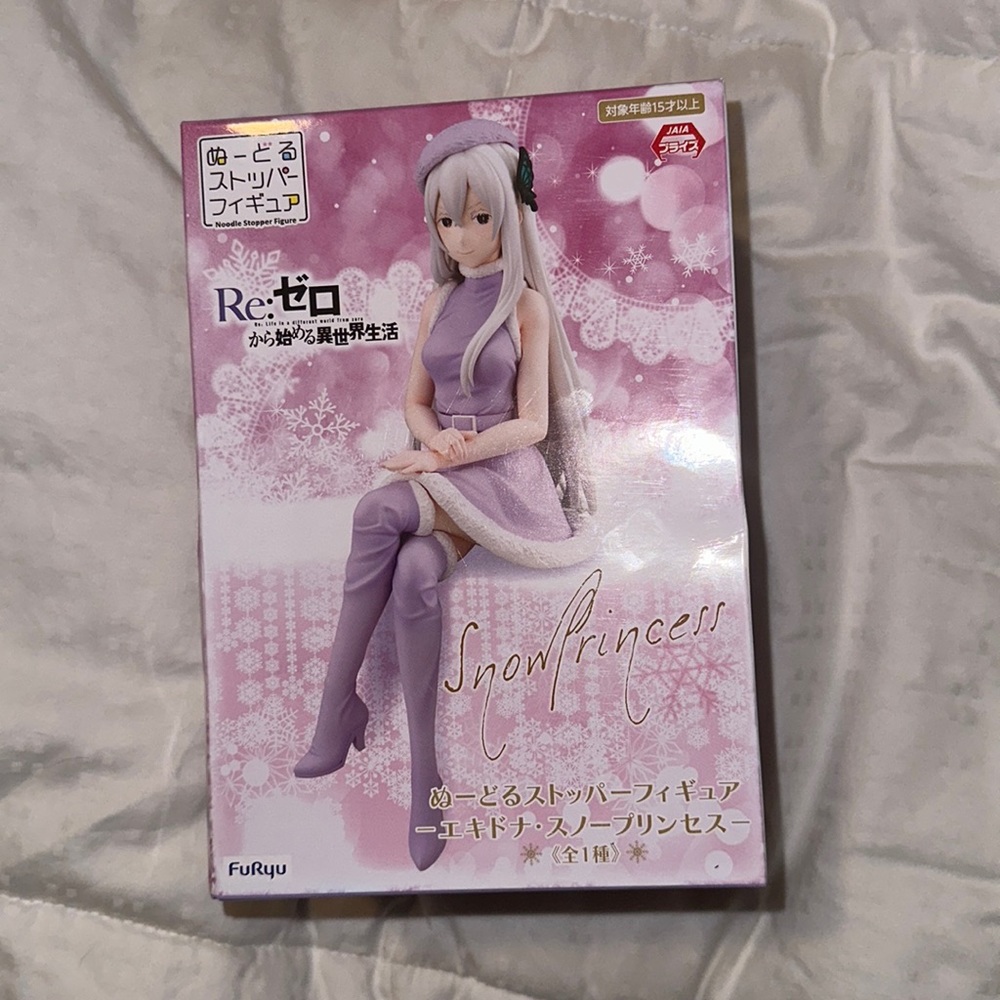 対象年齢15才以上
JAIA
プライズ
ぬーどる
ストッパー
フィギュア
Noodle Stopper Figure
Re:ゼロ
Re: Life in a different world from zero
から始める異世界生活
Snow Princess
ぬーどるストッパーフィギュア
－エキドナ・スノープリンセス－
《全1種》
FuRyu